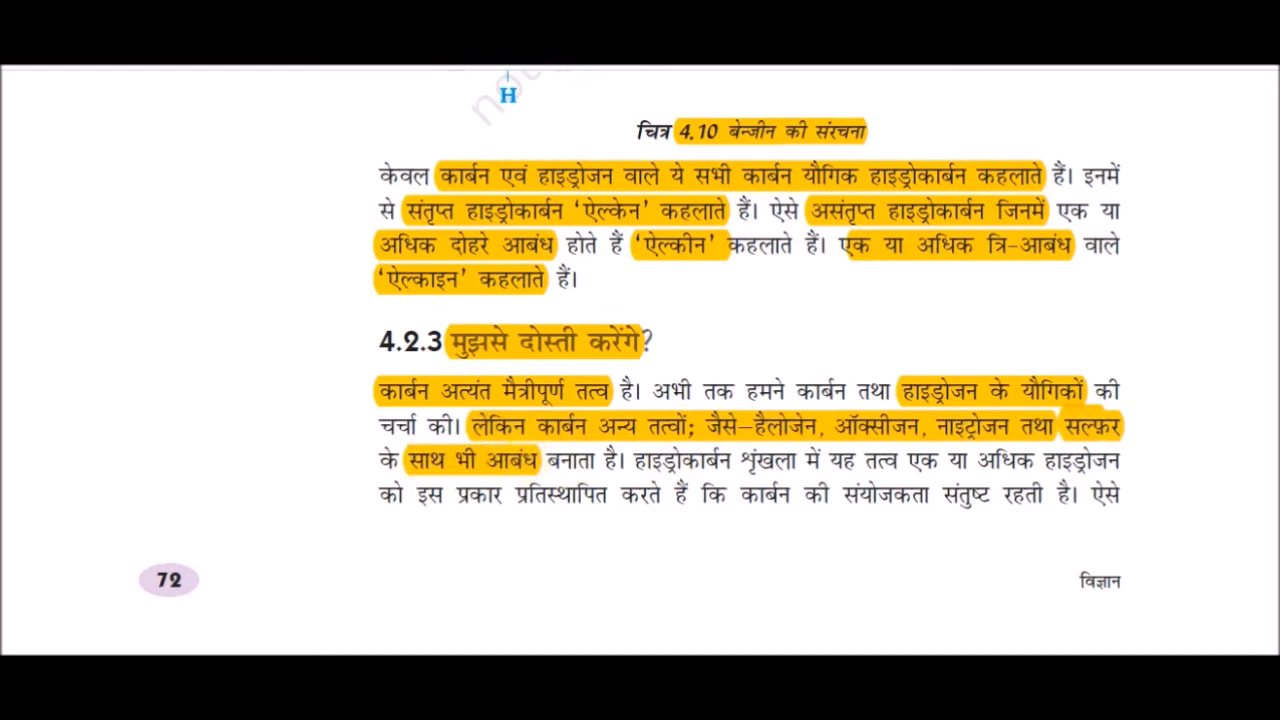 H
चित्र 4.10 बेन्जीन की संरचना
केवल कार्बन एवं हाइड्रोजन वाले ये सभी कार्बन यौगिक हाइड्रोकार्बन कहलाते हैं। इनमें
से संतृप्त हाइड्रोकार्बन ‘ऐल्केन’ कहलाते हैं। ऐसे असंतृप्त हाइड्रोकार्बन जिनमें एक या
अधिक दोहरे आबंध होते हैं ‘ऐल्कीन’ कहलाते हैं। एक या अधिक त्रि-आबंध वाले
‘ऐल्काइन’ कहलाते हैं।
4.2.3 मुझसे दोस्ती करेंगे?
कार्बन अत्यंत मैत्रीपूर्ण तत्व है। अभी तक हमने कार्बन तथा हाइड्रोजन के यौगिकों की
चर्चा की। लेकिन कार्बन अन्य तत्वों; जैसे–हैलोजेन, ऑक्सीजन, नाइट्रोजन तथा सल्फ़र
के साथ भी आबंध बनाता है। हाइड्रोकार्बन शृंखला में यह तत्व एक या अधिक हाइड्रोजन
को इस प्रकार प्रतिस्थापित करते हैं कि कार्बन की संयोजकता संतुष्ट रहती है। ऐसे
72
विज्ञान